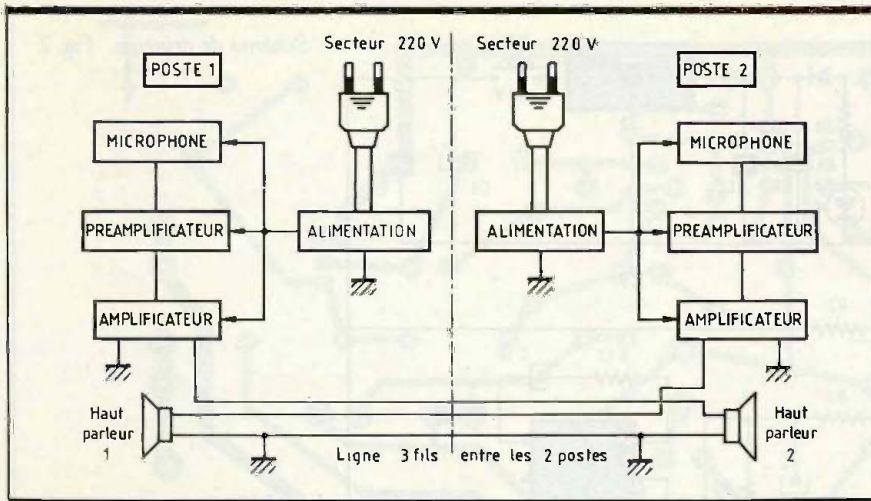 Secteur 220 V
Secteur 220 V
POSTE 1
POSTE 2
MICROPHONE
MICROPHONE
PREAMPLIFICATEUR
ALIMENTATION
ALIMENTATION
PREAMPLIFICATEUR
AMPLIFICATEUR
AMPLIFICATEUR
Haut
parleur
1
Ligne 3 fils entre les 2 postes
Haut
parleur
2